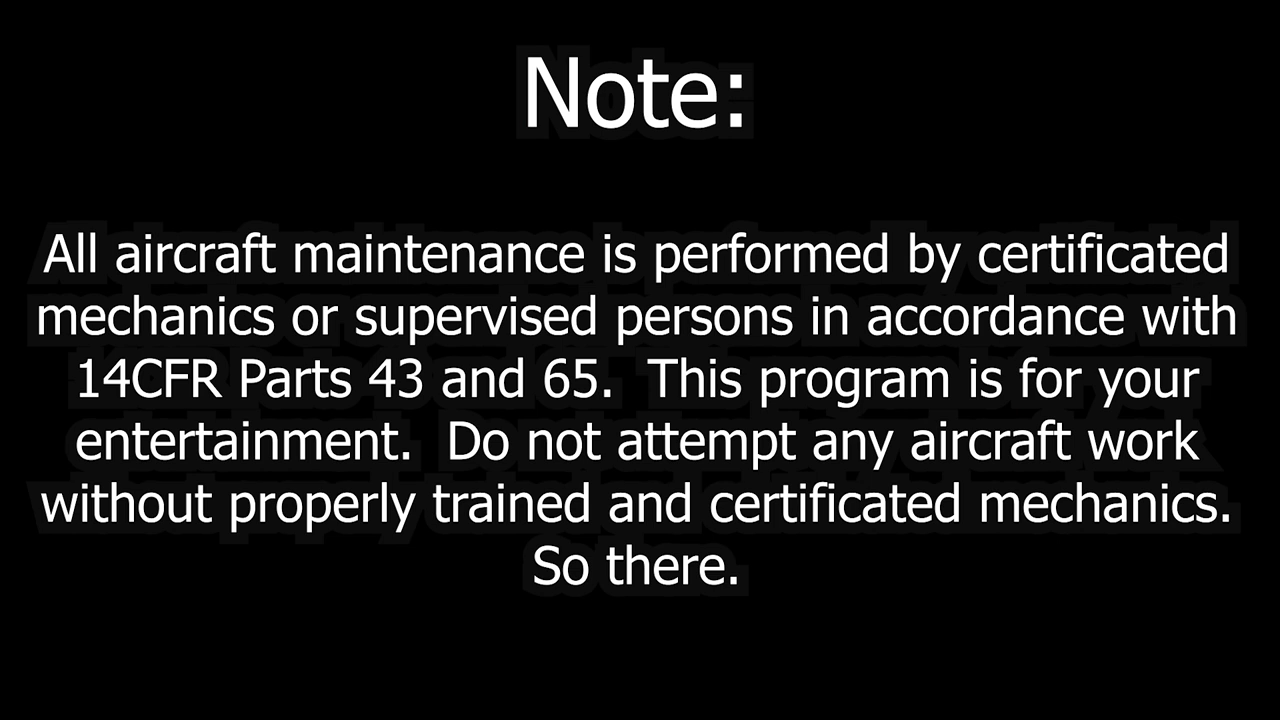 Note:
All aircraft maintenance is performed by certificated
mechanics or supervised persons in accordance with
14CFR Parts 43 and 65.  This program is for your
entertainment.  Do not attempt any aircraft work
without properly trained and certificated mechanics.
So there.